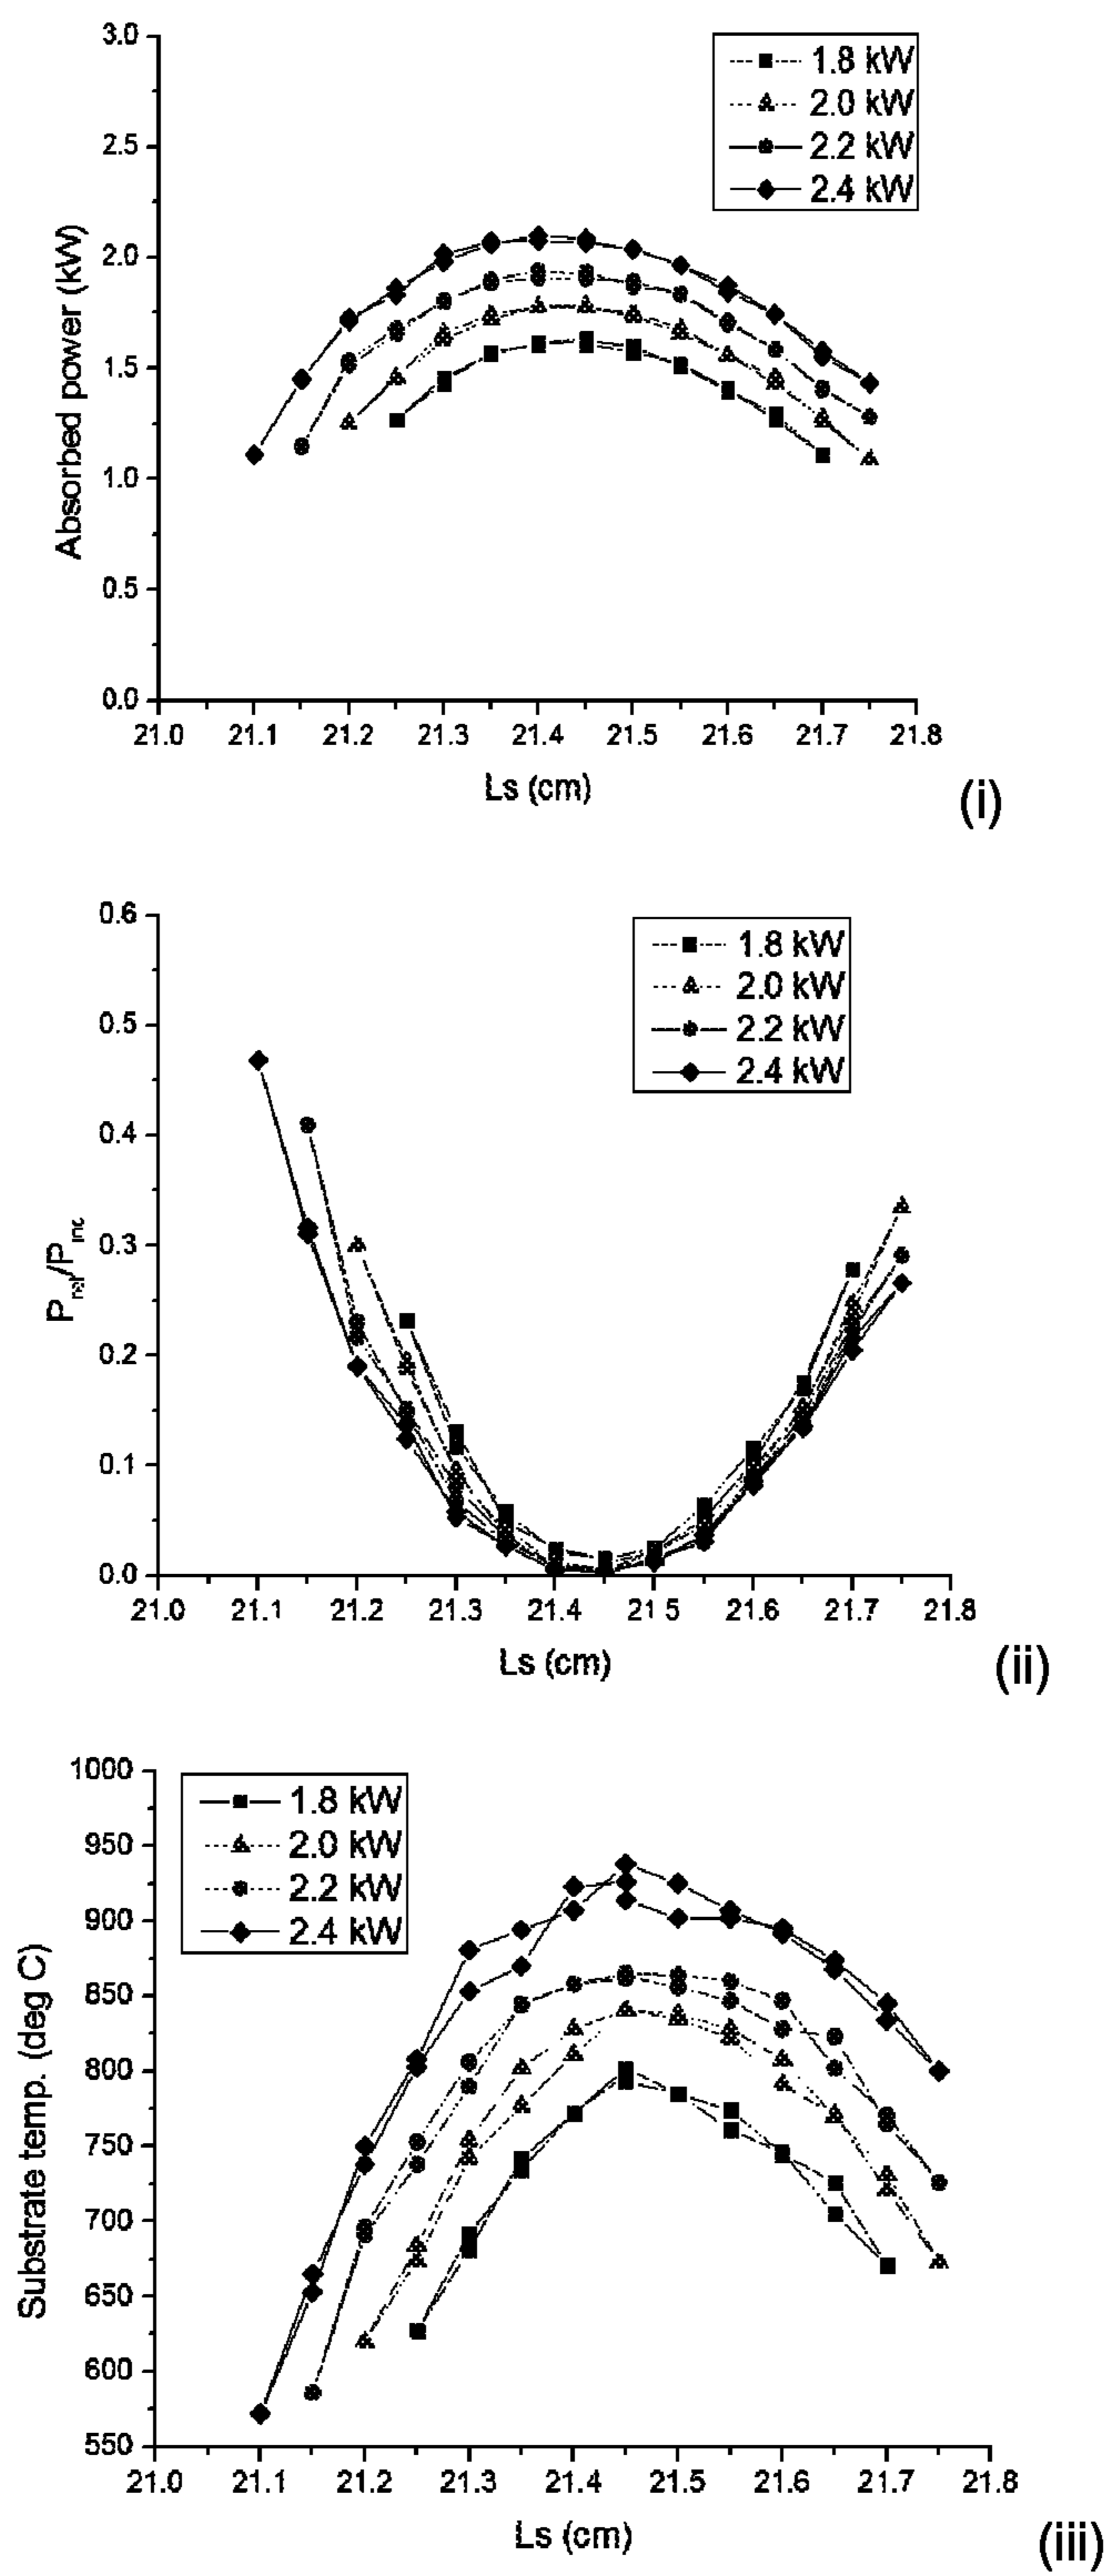 3.0
2.5
2.0
1.5
1.0
0.5
0.0
Absorbed power (kW)
1.8 kW
2.0 kW
2.2 kW
2.4 kW
21.0 21.1 21.2 21.3 21.4 21.5 21.6 21.7 21.8
Ls (cm)
(i)
0.6
0.5
0.4
0.3
0.2
0.1
0.0
Pref/Pinc
1.8 kW
2.0 kW
2.2 kW
2.4 kW
21.0 21.1 21.2 21.3 21.4 21.5 21.6 21.7 21.8
Ls (cm)
(ii)
1000
950
900
850
800
750
700
650
600
550
Substrate temp. (deg C)
1.8 kW
2.0 kW
2.2 kW
2.4 kW
21.0 21.1 21.2 21.3 21.4 21.5 21.6 21.7 21.8
Ls (cm)
(iii)